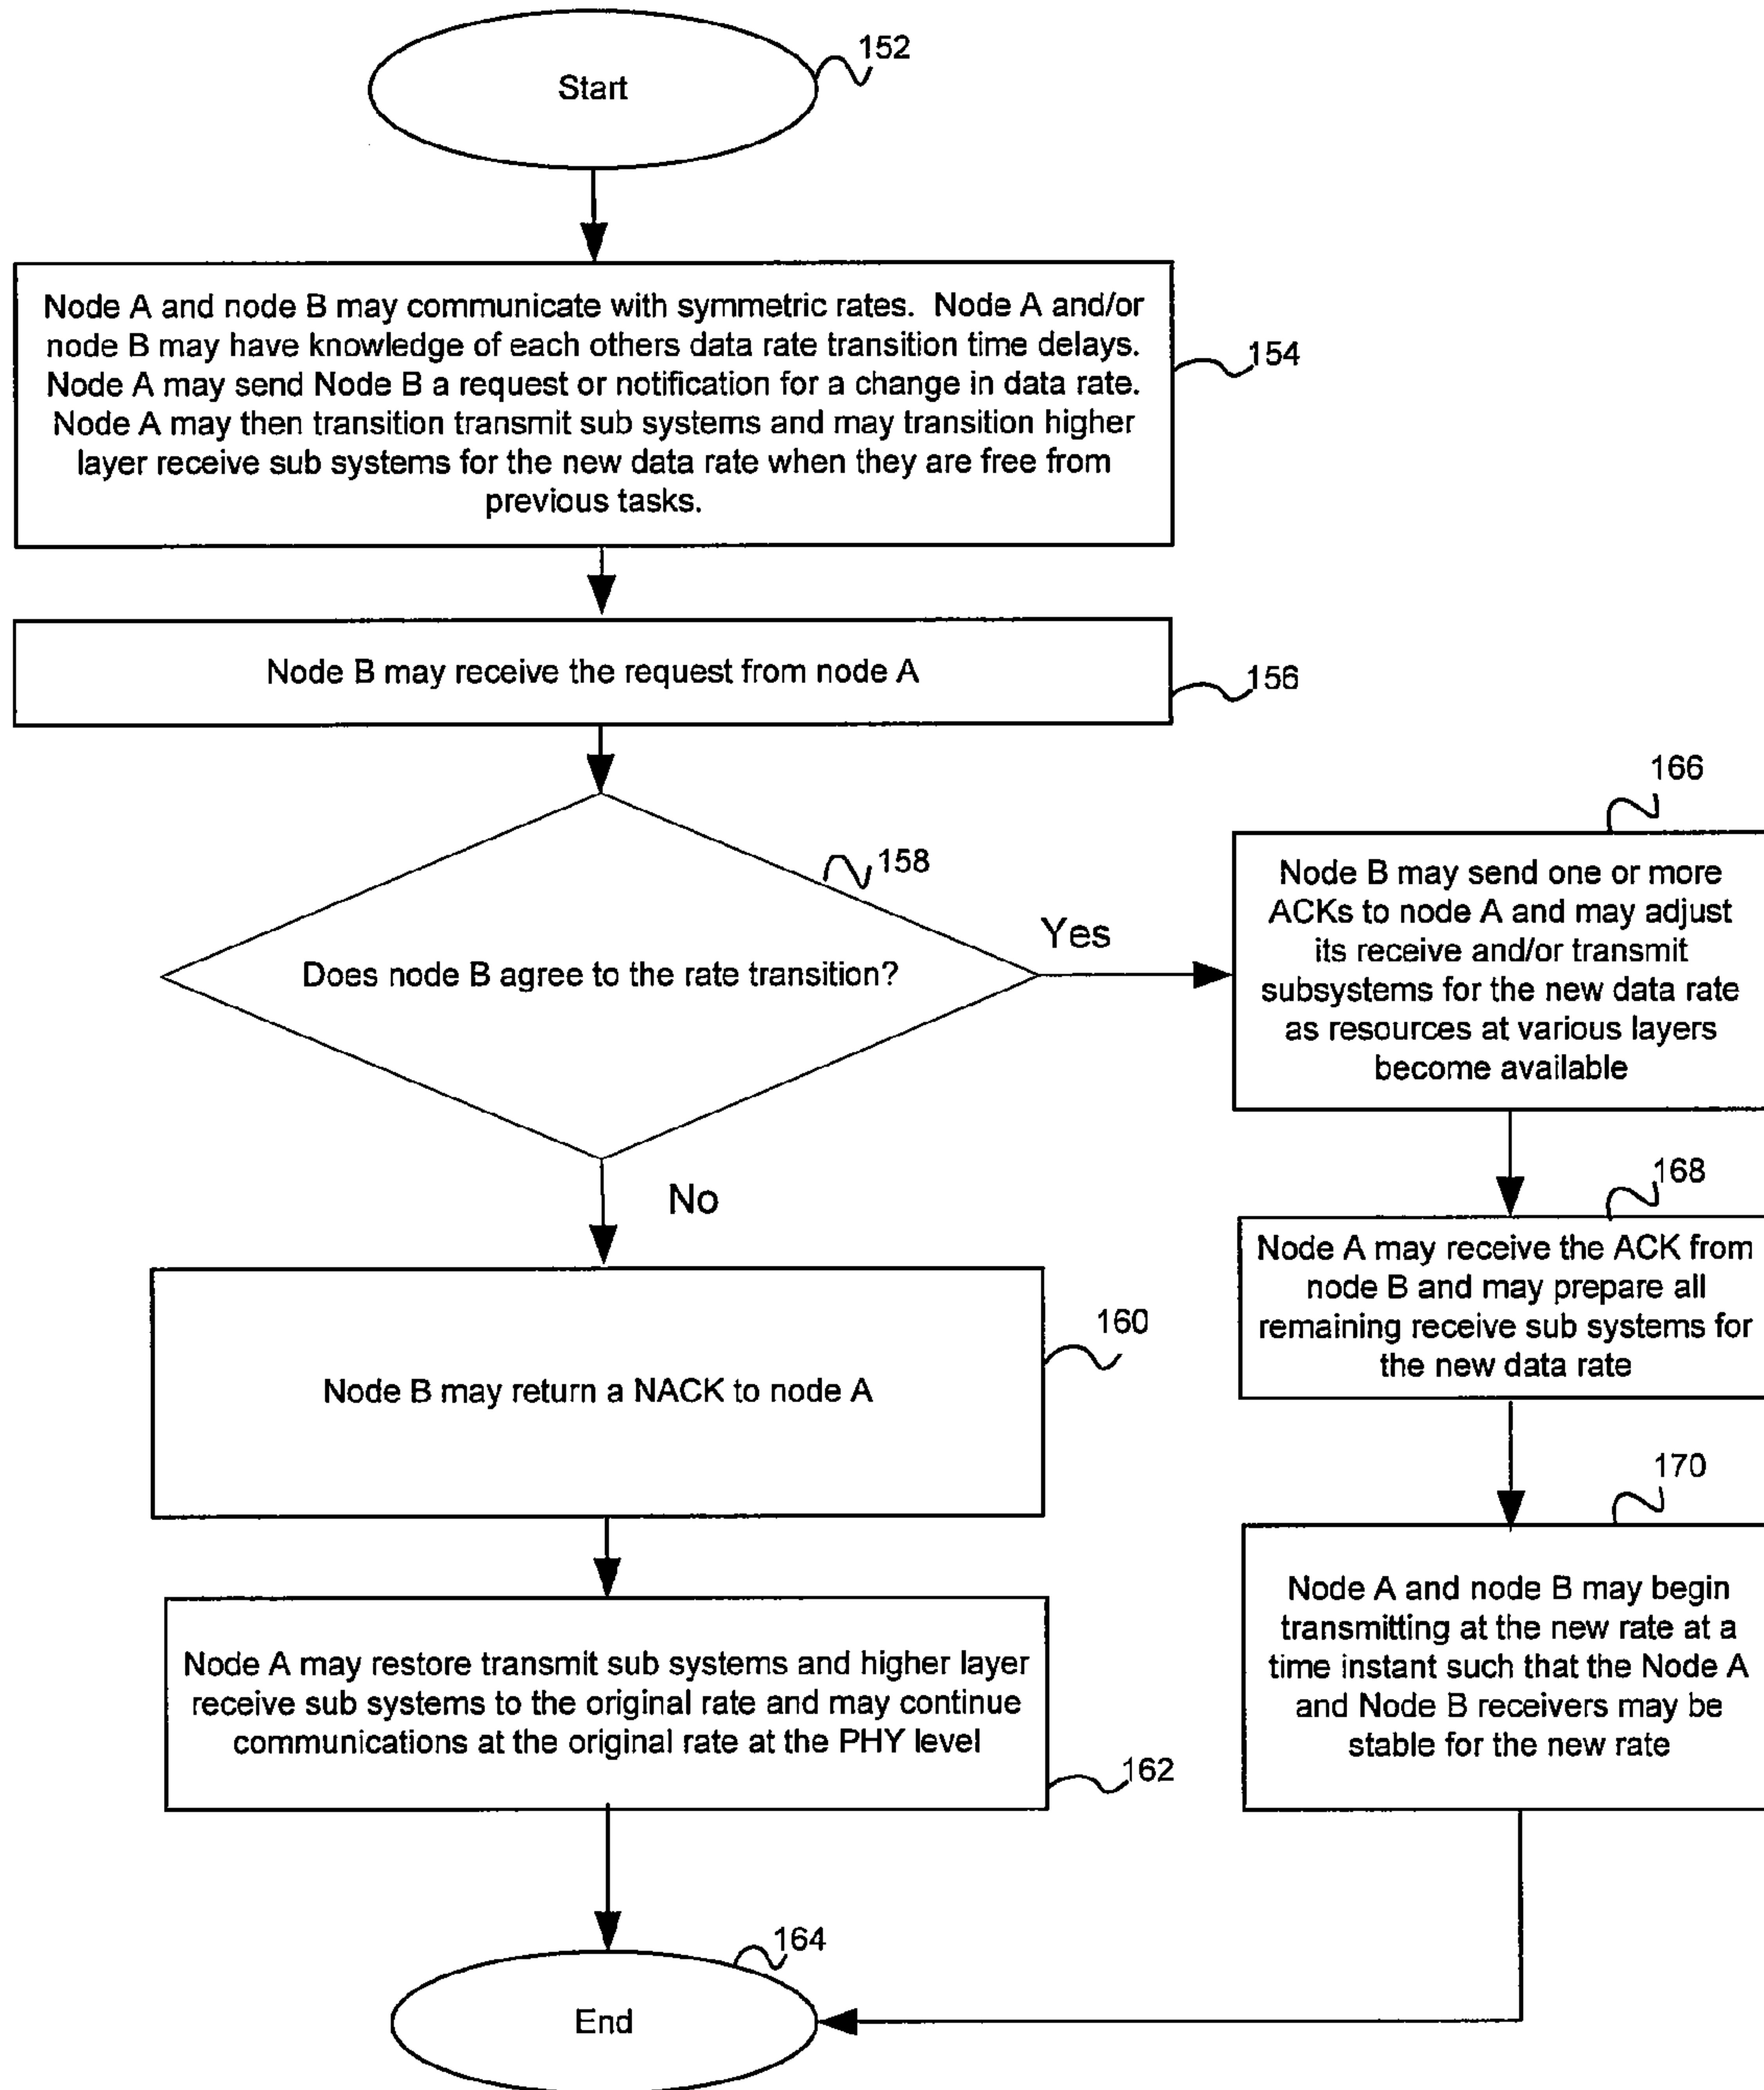 152
Start
Node A and node B may communicate with symmetric rates. Node A and/or
node B may have knowledge of each others data rate transition time delays.
Node A may send Node B a request or notification for a change in data rate.
Node A may then transition transmit sub systems and may transition higher
layer receive sub systems for the new data rate when they are free from
previous tasks.
154
Node B may receive the request from node A
156
158
Does node B agree to the rate transition?
Yes
No
166
Node B may send one or more
ACKs to node A and may adjust
its receive and/or transmit
subsystems for the new data rate
as resources at various layers
become available
168
Node A may receive the ACK from
node B and may prepare all
remaining receive sub systems for
the new data rate
170
Node A and node B may begin
transmitting at the new rate at a
time instant such that the Node A
and Node B receivers may be
stable for the new rate
160
Node B may return a NACK to node A
Node A may restore transmit sub systems and higher layer
receive sub systems to the original rate and may continue
communications at the original rate at the PHY level
162
164
End